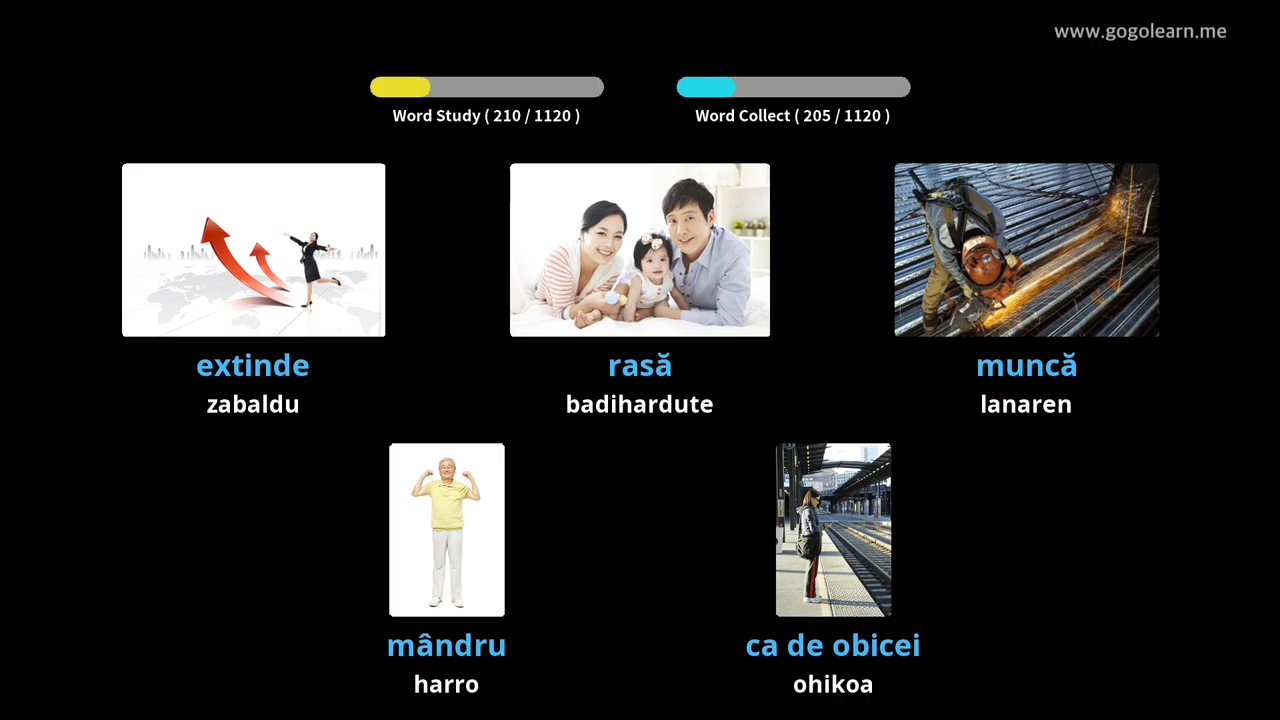 www.gogolearn.me
Word Study ( 210 / 1120 )
Word Collect ( 205 / 1120 )
extinde
zabaldu
rasă
badihardute
muncă
lanaren
mândru
harro
ca de obicei
ohikoa